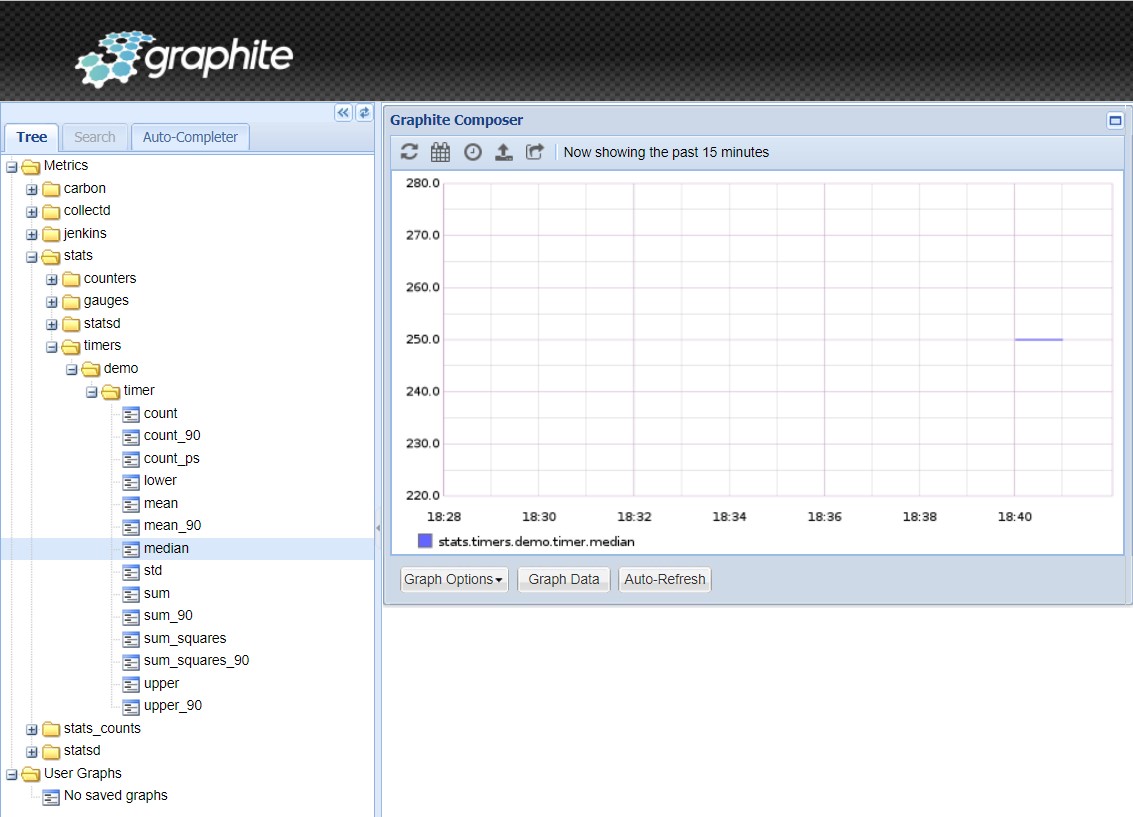 graphite
Tree
Search
Auto-Completer
Metrics
carbon
collectd
jenkins
stats
counters
gauges
statsd
timers
demo
timer
count
count_90
count_ps
lower
mean
mean_90
median
std
sum
sum_90
sum_squares
sum_squares_90
upper
upper_90
stats_counts
statsd
User Graphs
No saved graphs
Graphite Composer
Now showing the past 15 minutes
280.0
270.0
260.0
250.0
240.0
230.0
220.0
18:28 18:30 18:32 18:34 18:36 18:38 18:40
stats.timers.demo.timer.median
Graph Options Graph Data Auto-Refresh